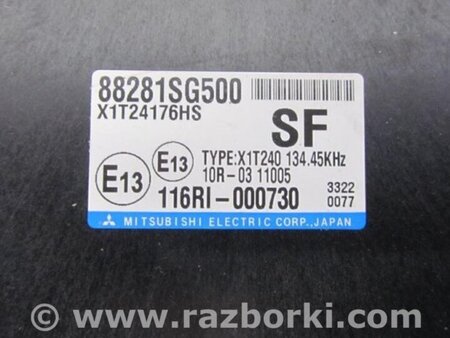 88281SG500
X1T24176HS
SF
E13
E13
TYPE:X1T240 134.45KHz
10R-03 11005
116RI-000730
3322
0077
MITSUBISHI ELECTRIC CORP.,JAPAN
© www.razborki.com